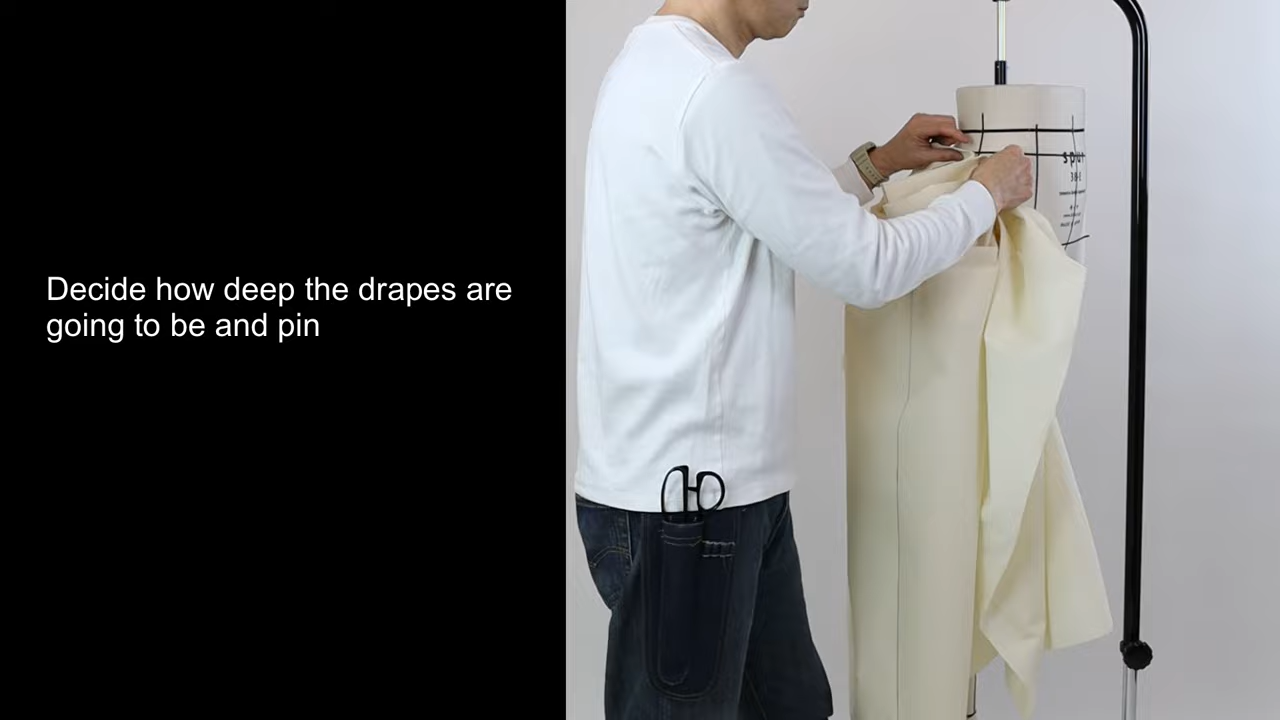 Decide how deep the drapes are
going to be and pin